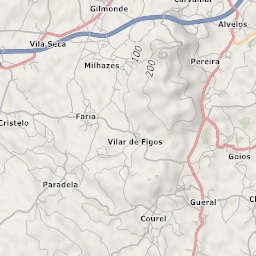 Carvalhal
Gilmonde
Alvelos
Vila Seca
100
Pereira
Milhazes
200
Faria
Cristelo
Vilar de Figos
Goios
Paradela
Gueral
Courel